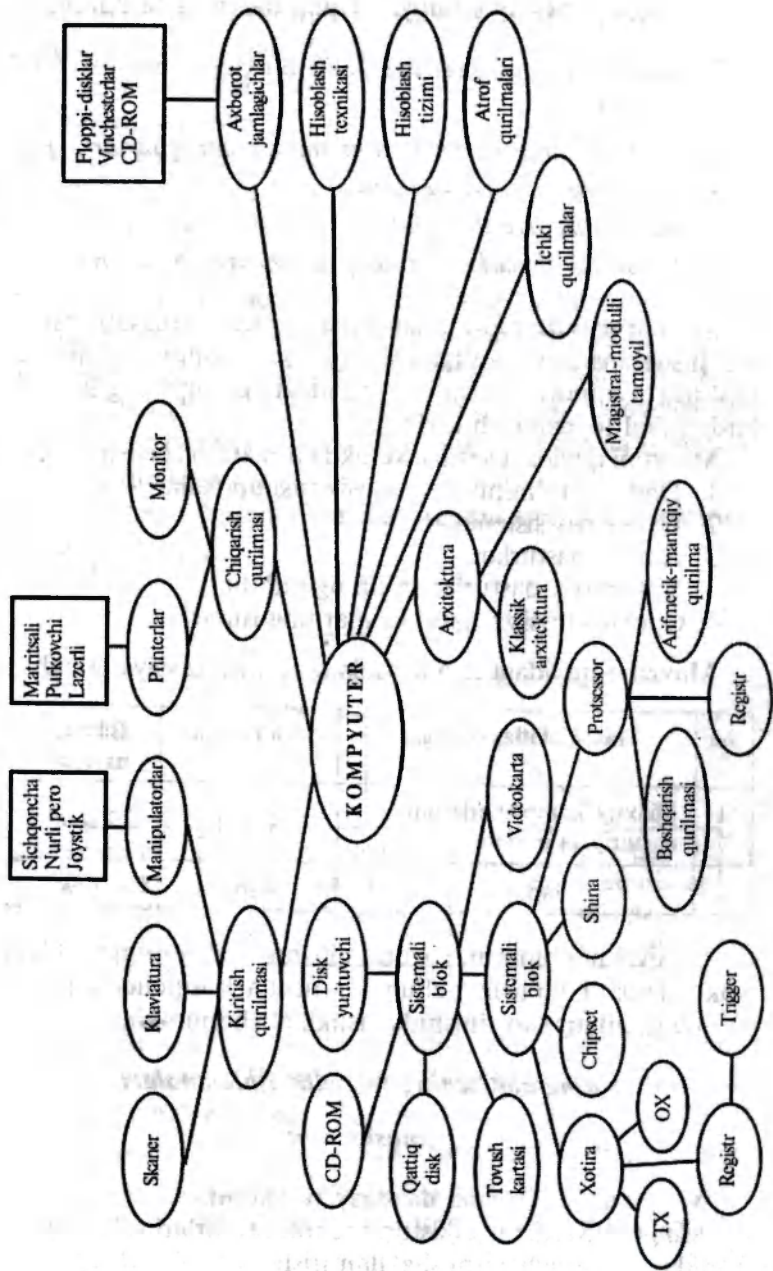 Floppi-disklar
Vinchesterlar
CD-ROM
Axborot
jamlagichlar
Hisoblash
texnikasi
Hisoblash
tizimi
Atrof
qurilmalari
Matritsali
Purkovchi
Lazerli
Printerlar
Monitor
Chiqarish
qurilmasi
Ichki
qurilmalar
Magistral-modulli
tamoyil
Arxitektura
Klassik
arxitektura
Sichqoncha
Nurli pero
Joystik
Skaner
Klaviatura
Manipulatorlar
Kiritish
qurilmasi
KOMPYUTER
CD-ROM
Disk
yurituvchi
Qattiq
disk
Sistemali
blok
Videokarta
Tovush
kartasi
Sistemali
blok
Protsessor
Xotira
Chipset
Shina
Boshqarish
qurilmasi
Arifmetik-mantiqiy
qurilma
TX
OX
Registr
Trigger
Registr